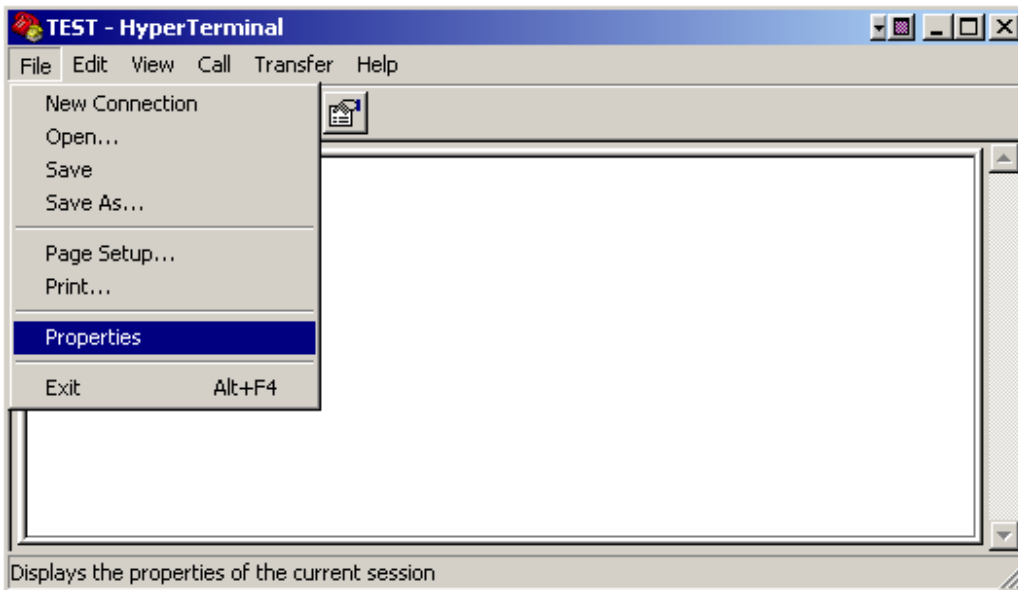 TEST - HyperTerminal
File Edit View Call Transfer Help
New Connection
Open...
Save
Save As...
Page Setup...
Print...
Properties
Exit Alt+F4
Displays the properties of the current session